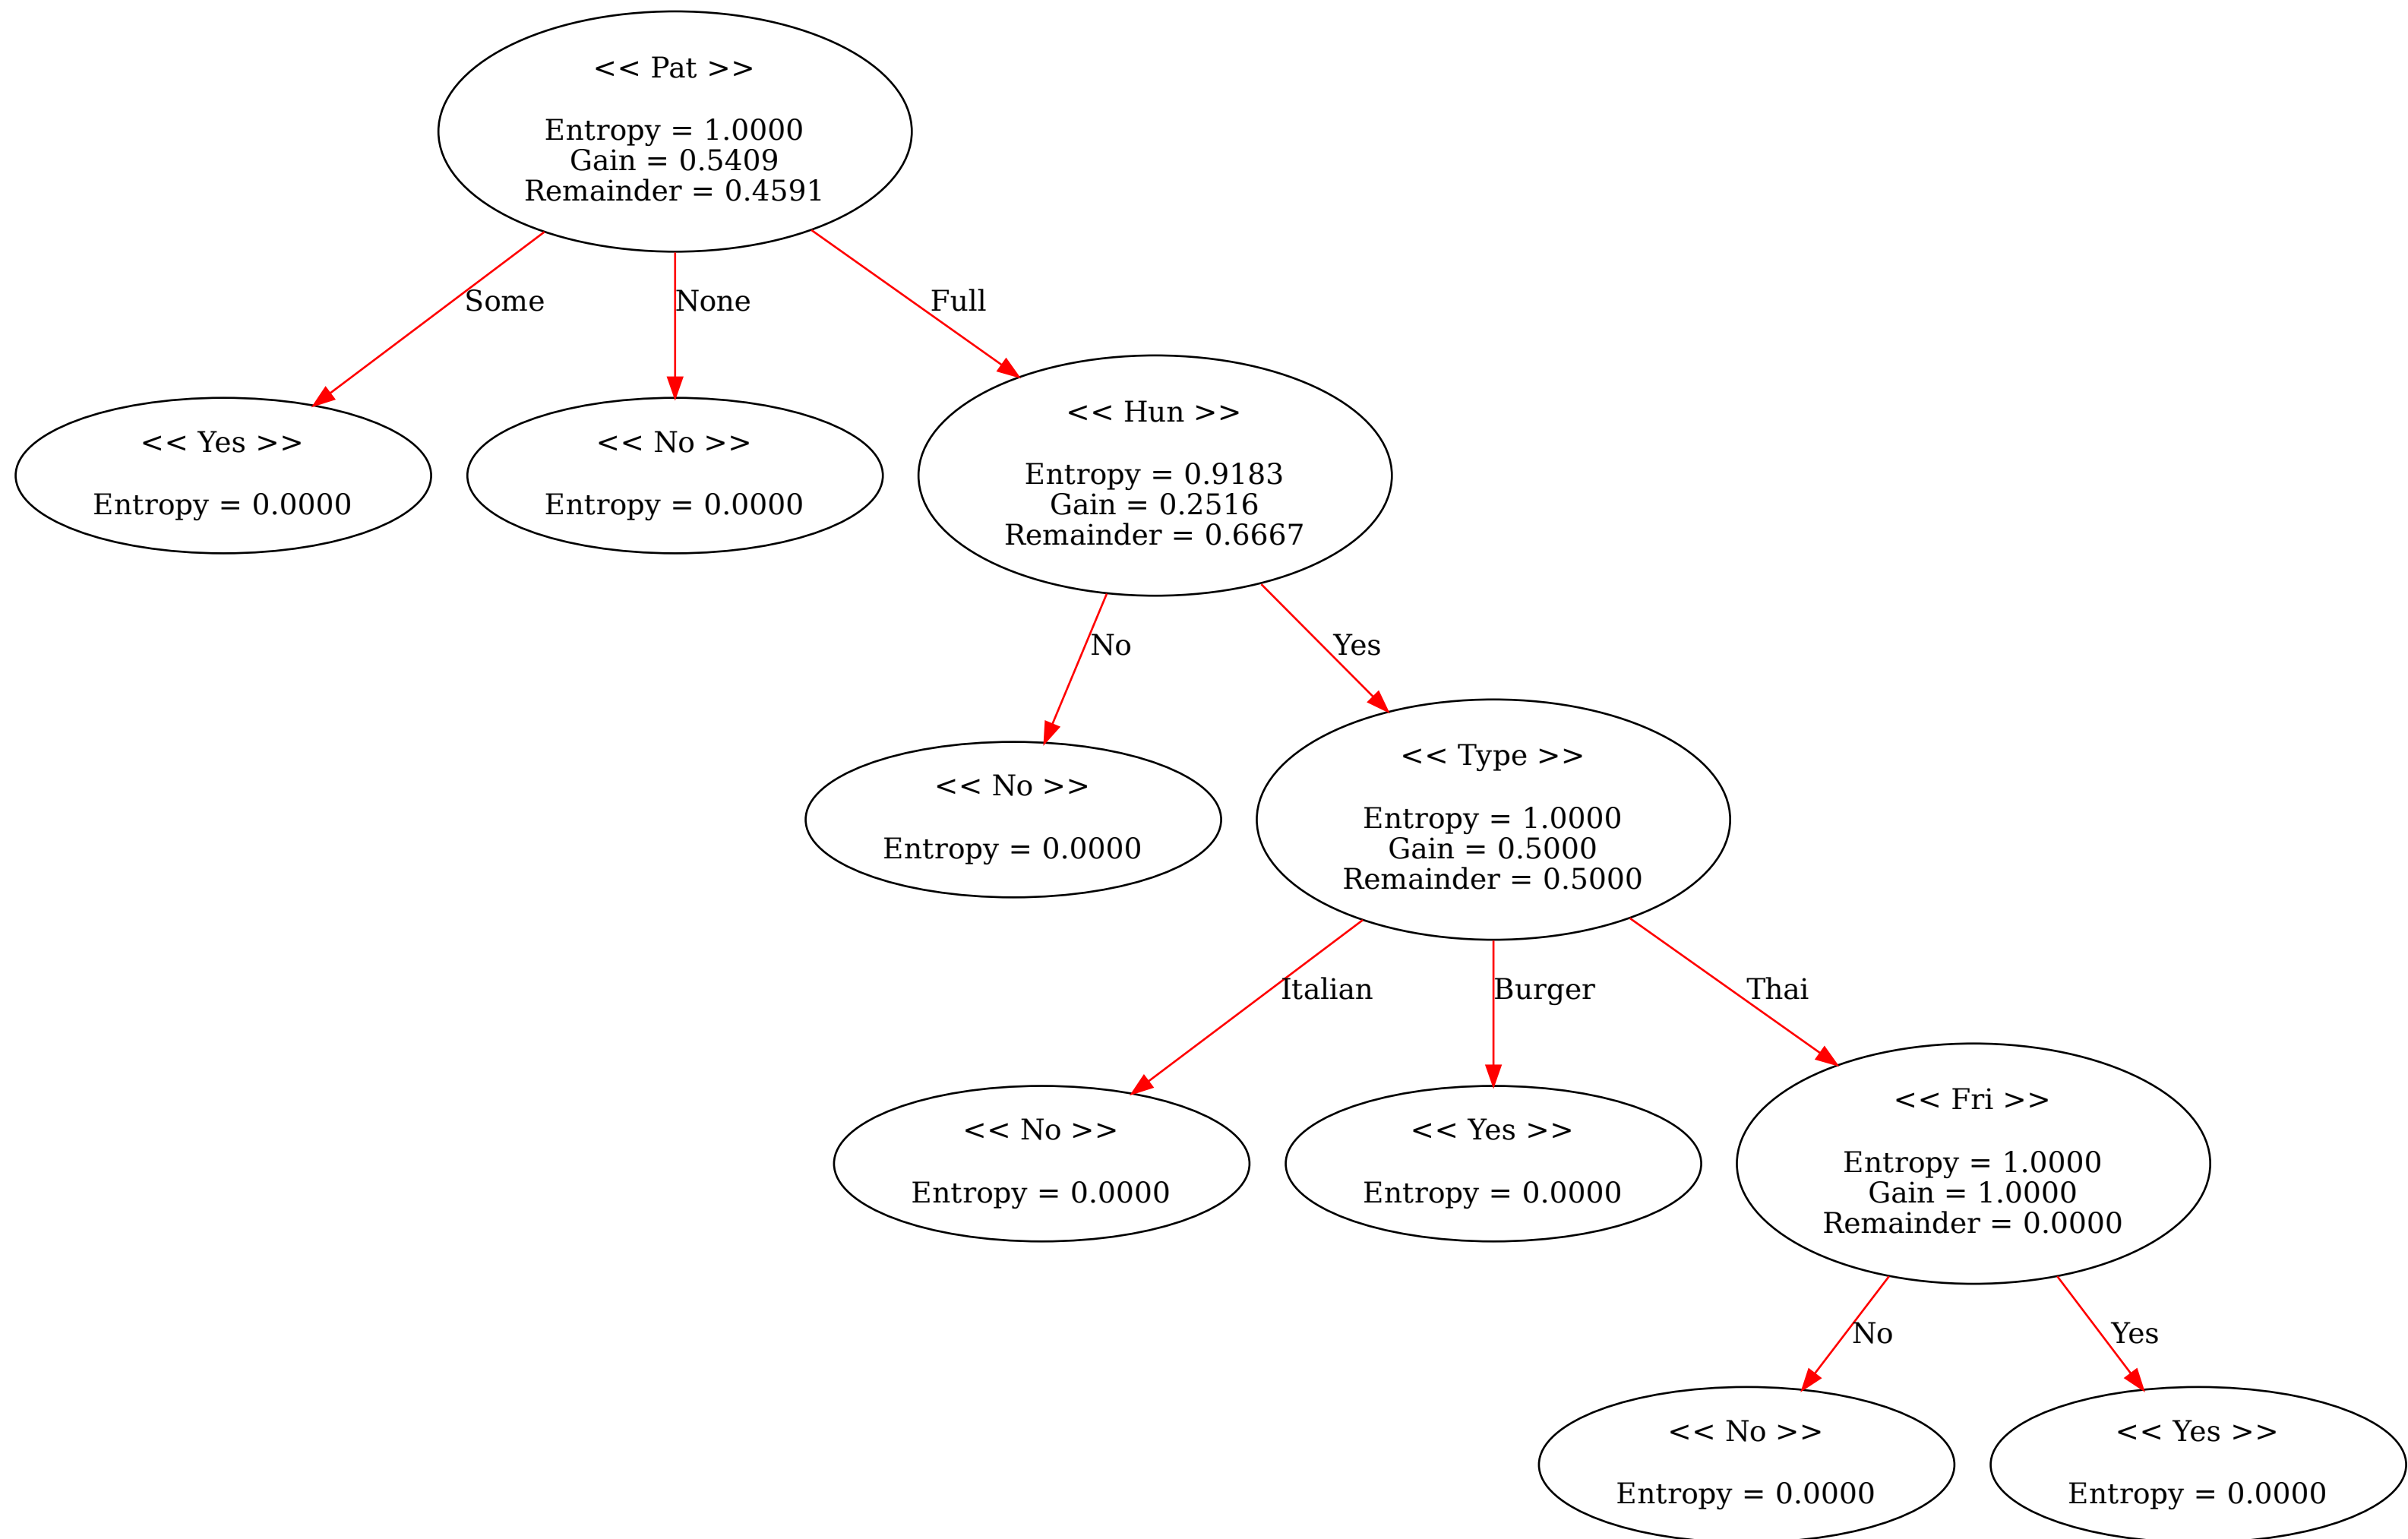 << Pat >>
Entropy = 1.0000
Gain = 0.5409
Remainder = 0.4591
Some
None
Full
<< Yes >>
Entropy = 0.0000
<< No >>
Entropy = 0.0000
<< Hun >>
Entropy = 0.9183
Gain = 0.2516
Remainder = 0.6667
No
Yes
<< No >>
Entropy = 0.0000
<< Type >>
Entropy = 1.0000
Gain = 0.5000
Remainder = 0.5000
Italian
Burger
Thai
<< No >>
Entropy = 0.0000
<< Yes >>
Entropy = 0.0000
<< Fri >>
Entropy = 1.0000
Gain = 1.0000
Remainder = 0.0000
No
Yes
<< No >>
Entropy = 0.0000
<< Yes >>
Entropy = 0.0000